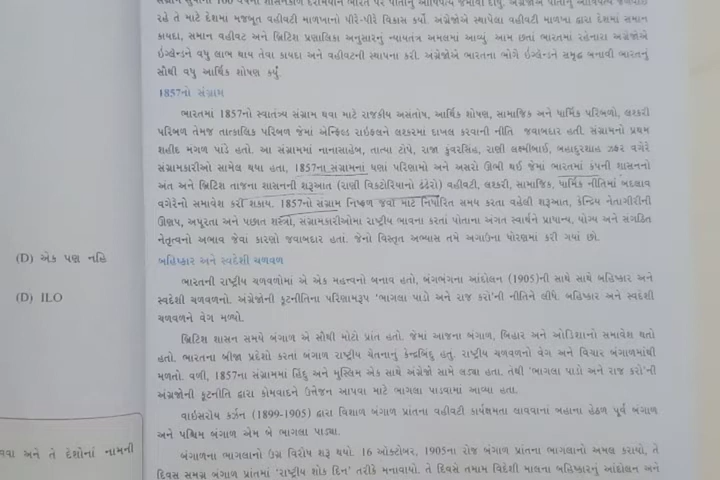 રહે તે માટે દેશમાં મજબૂત વહીવટી માળખાનો ધીરે-ધીરે વિકાસ કર્યો. અંગ્રેજોએ સ્થાપેલા વહીવટી માળખા દ્વારા દેશમાં સમાન
કાયદા, સમાન વહીવટ અને બ્રિટિશ પ્રણાલિકા અનુસારનું ન્યાયતંત્ર અમલમાં આવ્યું. આમ છતાં ભારતમાં રહેનારા અંગ્રેજોએ
ઇંગ્લેન્ડને વધુ લાભ થાય તેવા કાયદા અને વહીવટની સ્થાપના કરી. અંગ્રેજોએ ભારતના ભોગે ઇંગ્લેન્ડને સમૃદ્ધ બનાવી ભારતનું
સૌથી વધુ આર્થિક શોષણ કર્યું.
1857નો સંગ્રામ
ભારતમાં 1857નો સ્વાતંત્ર્ય સંગ્રામ થવા માટે રાજકીય અસંતોષ, આર્થિક શોષણ, સામાજિક અને ધાર્મિક પરિબળો, લશ્કરી
પરિબળ તેમજ તાત્કાલિક પરિબળ જેમાં એન્ફિલ્ડ રાઇફલને લશ્કરમાં દાખલ કરવાની નીતિ જવાબદાર હતી. સંગ્રામનો પ્રથમ
શહીદ મંગળ પાંડે હતો. આ સંગ્રામમાં નાનાસાહેબ, તાત્યા ટોપે, રાજા કુંવરસિંહ, રાણી લક્ષ્મીબાઈ, બહાદુરશાહ ઝફર વગેરે
સંગ્રામકારીઓ સામેલ થયા હતા, 1857ના સંગ્રામના ઘણાં પરિણામો અને અસરો ઊભી થઈ જેમાં ભારતમાં કંપની શાસનનો
અંત અને બ્રિટિશ તાજના શાસનની શરૂઆત (રાણી વિક્ટોરિયાનો ઢંઢેરો) વહીવટી, લશ્કરી, સામાજિક, ધાર્મિક નીતિમાં બદલાવ
વગેરેનો સમાવેશ કરી શકાય. 1857નો સંગ્રામ નિષ્ફળ જવા માટે નિર્ધારિત સમય કરતા વહેલી શરૂઆત, કેન્દ્રિય નેતાગીરીની
ઊણપ, અપૂરતા અને પછાત શસ્ત્રો, સંગ્રામકારીઓમાં રાષ્ટ્રીય ભાવના કરતાં પોતાના અંગત સ્વાર્થને પ્રાધાન્ય, યોગ્ય અને સંગઠિત
નેતૃત્વનો અભાવ જેવા કારણો જવાબદાર હતાં. જેનો વિસ્તૃત અભ્યાસ તમે અગાઉના ધોરણમાં કરી ગયાં છો.
(D) એક પણ નહિ
બહિષ્કાર અને સ્વદેશી ચળવળ
ભારતની રાષ્ટ્રીય ચળવળોમાં એ એક મહત્ત્વનો બનાવ હતો, બંગભંગના આંદોલન (1905)ની સાથે સાથે બહિષ્કાર અને
(D) ILO
સ્વદેશી ચળવળનો. અંગ્રેજોની કૂટનીતિના પરિણામરૂપ 'ભાગલા પાડો અને રાજ કરો'ની નીતિને લીધે બહિષ્કાર અને સ્વદેશી
ચળવળને વેગ મળ્યો.
બ્રિટિશ શાસન સમયે બંગાળ એ સૌથી મોટો પ્રાંત હતો. જેમાં આજના બંગાળ, બિહાર અને ઓડિશાનો સમાવેશ થતો
હતો. ભારતના બીજા પ્રદેશો કરતાં બંગાળ રાષ્ટ્રીય ચેતનાનું કેન્દ્રબિંદુ હતું. રાષ્ટ્રીય ચળવળનો વેગ અને વિચાર બંગાળમાંથી
મળતો. વળી, 1857ના સંગ્રામમાં હિંદુ અને મુસ્લિમ એક સાથે અંગ્રેજો સામે લડ્યા હતા, તેથી 'ભાગલા પાડો અને રાજ કરો'ની
અંગ્રેજોની કૂટનીતિ દ્વારા કોમવાદને ઉત્તેજન આપવા માટે ભાગલા પાડવામાં આવ્યા હતા.
વાઇસરોય કર્ઝન (1899-1905) દ્વારા વિશાળ બંગાળ પ્રાંતના વહીવટી કાર્યક્ષમતા લાવવાનાં બહાના હેઠળ પૂર્વ બંગાળ
અને પશ્ચિમ બંગાળ એમ બે ભાગલા પાડ્યા.
બંગાળના ભાગલાનો ઉગ્ર વિરોધ શરૂ થયો. 16 ઓક્ટોબર, 1905ના રોજ બંગાળ પ્રાંતના ભાગલાનો અમલ કરાયો, તે
અને તે દેશોનાં નામની
દિવસ સમગ્ર બંગાળ પ્રાંતમાં 'રાષ્ટ્રીય શોક દિન' તરીકે મનાવાયો. તે દિવસે તમામ વિદેશી માલના બહિષ્કારનું આંદોલન અને